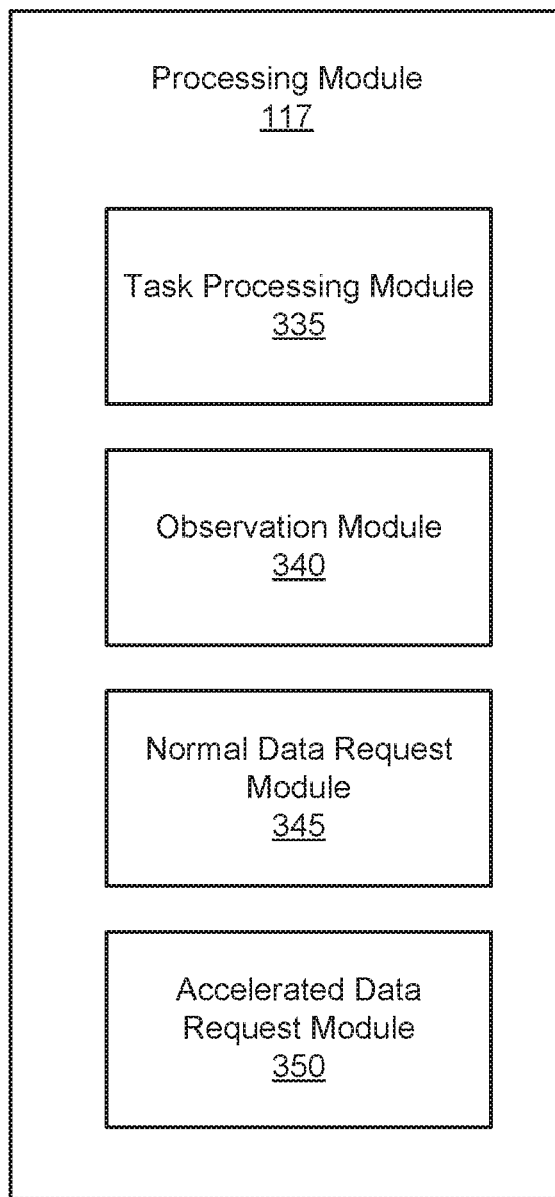 Processing Module
117
Task Processing Module
335
Observation Module
340
Normal Data Request
Module
345
Accelerated Data
Request Module
350